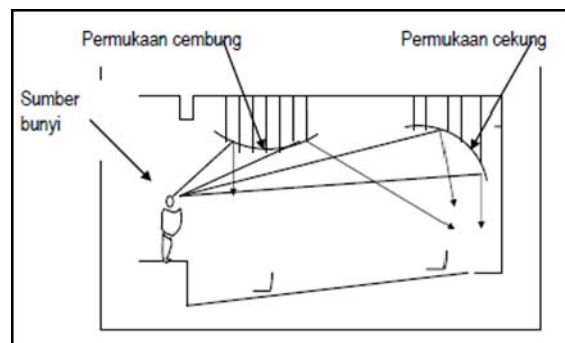 Permukaan cembung
Permukaan cekung
Sumber
bunyi